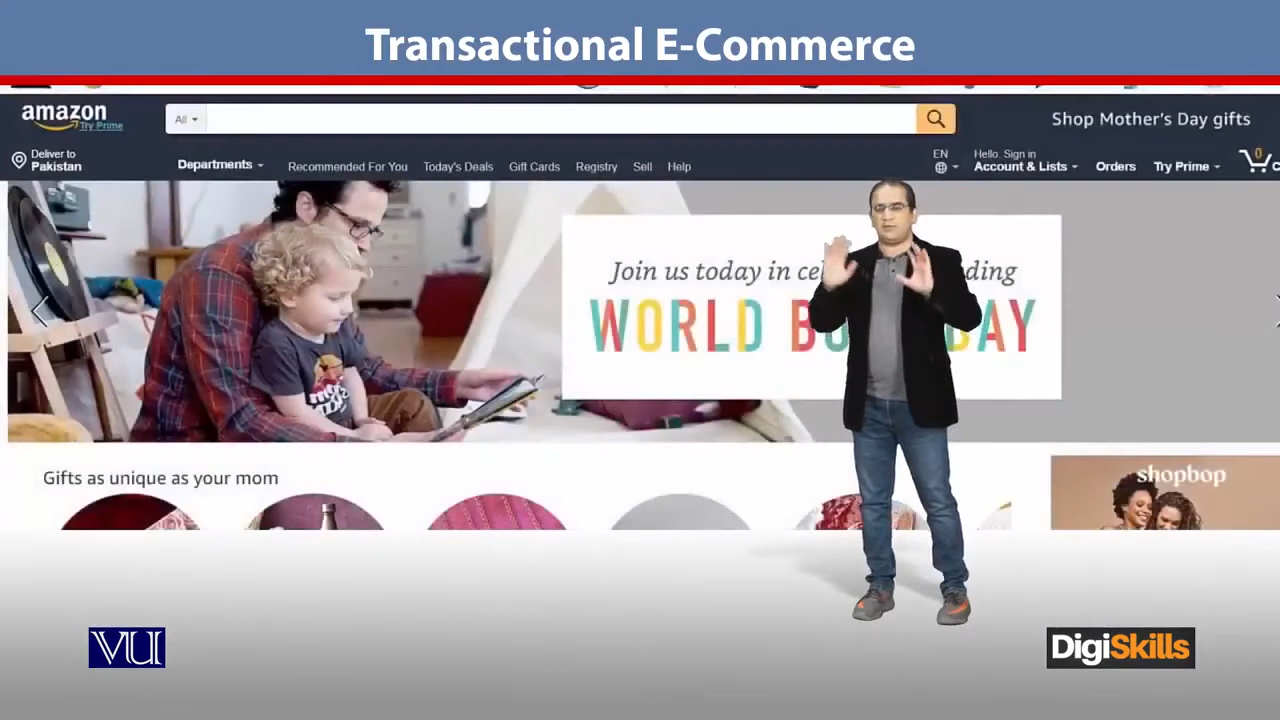 Transactional E-Commerce
amazon
Try Prime
All
Shop Mother's Day gifts
Deliver to
Pakistan
Departments
Recommended For You
Today's Deals
Gift Cards
Registry
Sell
Help
EN
Hello. Sign in
Account & Lists
Orders
Try Prime
0
Join us today in ding
WORLD DAY
Gifts as unique as your mom
shopbop
VU
DigiSkills